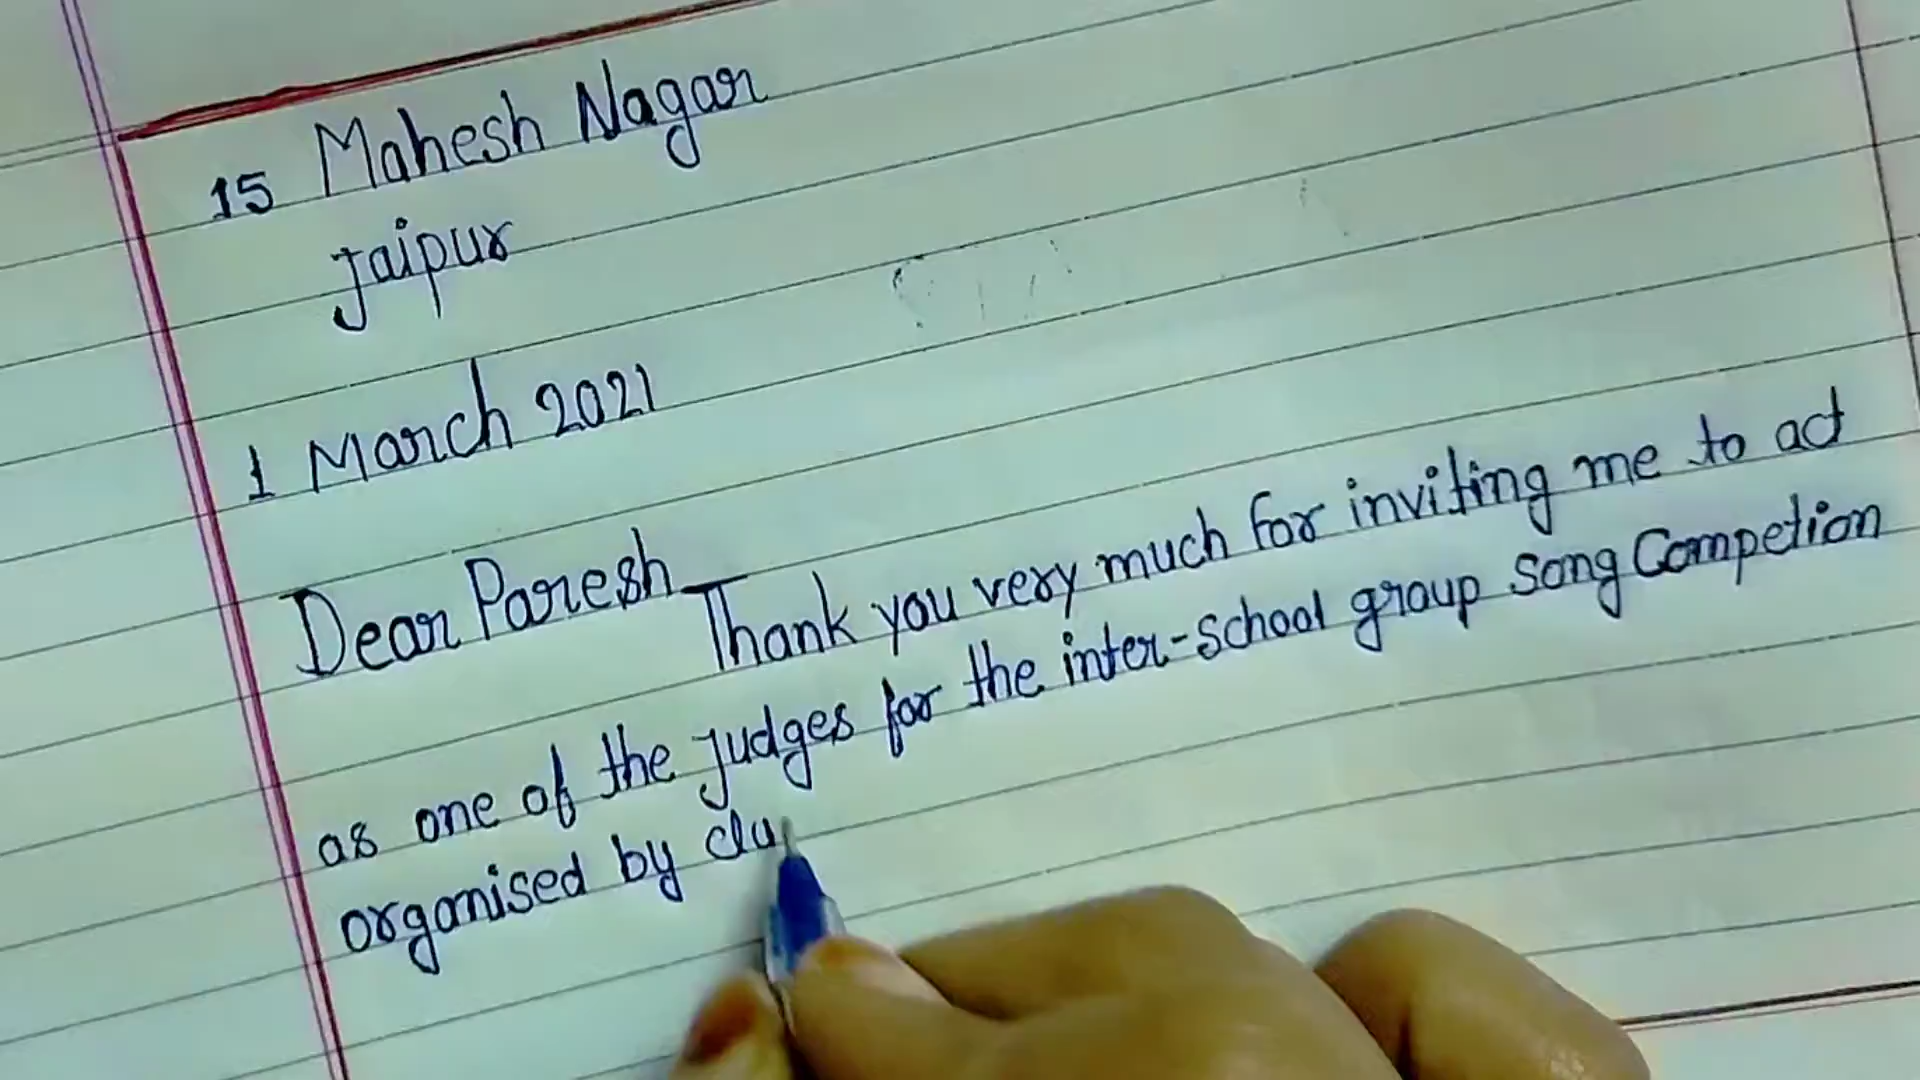 15 Mahesh Nagar
Jaipur
1 March 2021
Dear Paresh
Thank you very much for inviting me to act
as one of the judges for the inter-school group song Competion
organised by clu